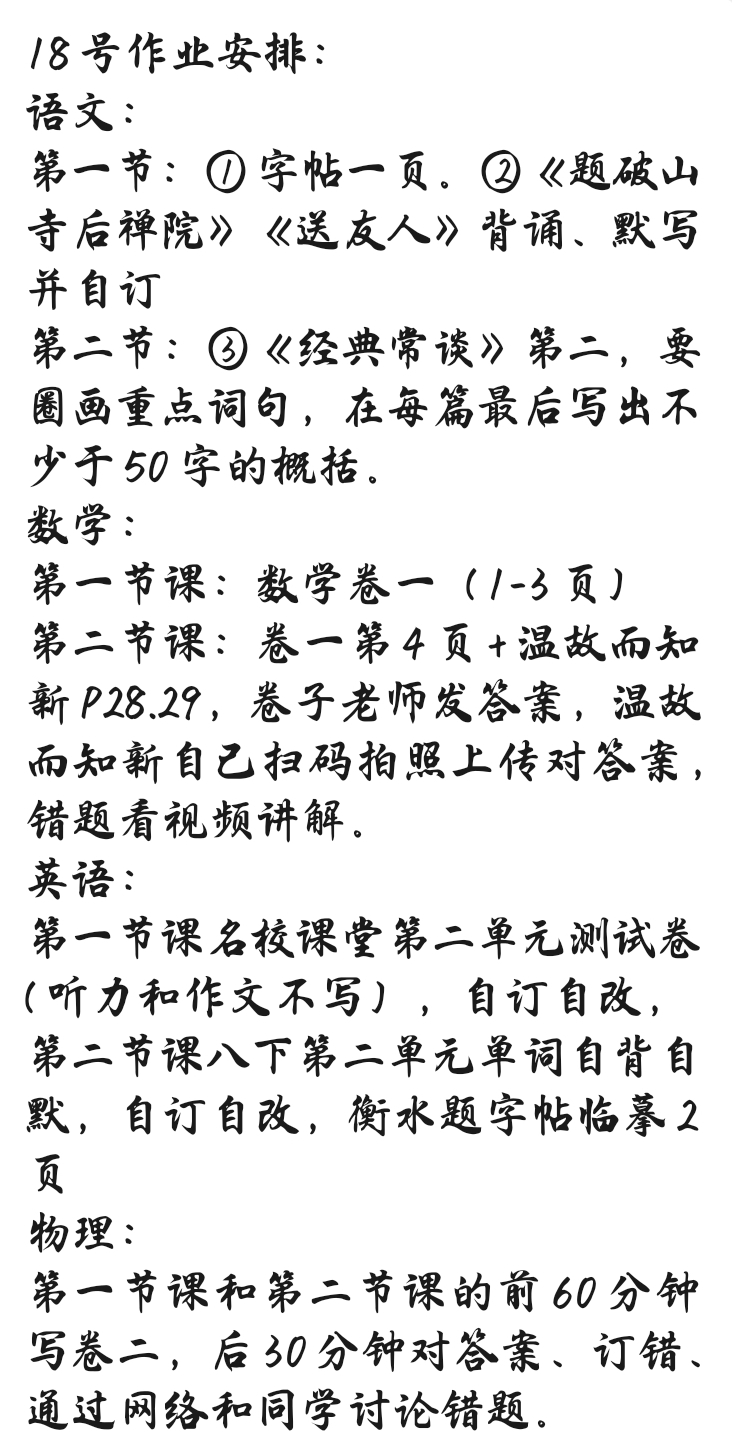 18号作业安排：
语文：
第一节：①字帖一页。②《题破山
寺后禅院》《送友人》背诵、默写
并自订
第二节：③《经典常谈》第二，要
圈画重点词句，在每篇最后写出不
少于50字的概括。
数学：
第一节课：数学卷一（1-3页）
第二节课：卷一第4页+温故而知
新P28.29，卷子老师发答案，温故
而知新自己扫码拍照上传对答案，
错题看视频讲解。
英语：
第一节课名校课堂第二单元测试卷
(听力和作文不写)，自订自改，
第二节课八下第二单元单词自背自
默，自订自改，衡水题字帖临摹2
页
物理：
第一节课和第二节课的前60分钟
写卷二，后30分钟对答案、订错、
通过网络和同学讨论错题。